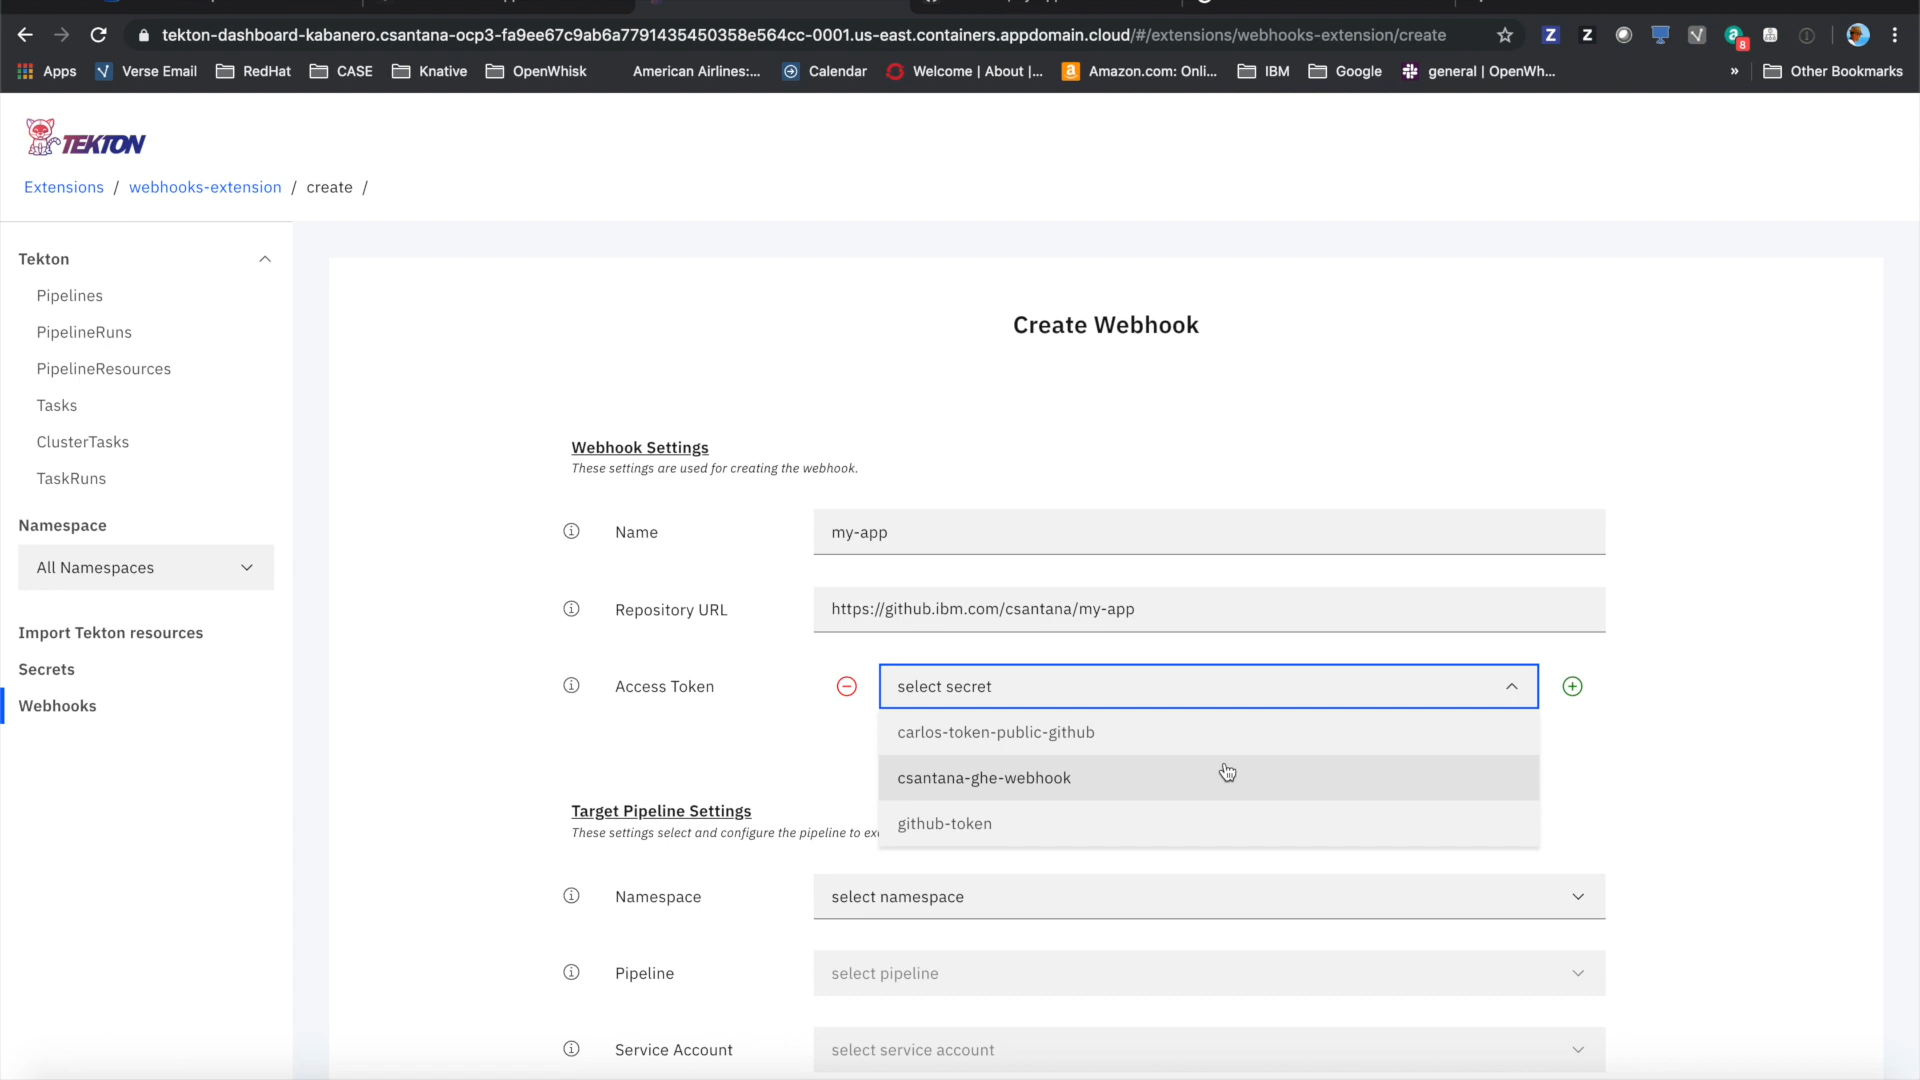 tekton-dashboard-kabanero.csantana-ocp3-fa9ee67c9ab6a7791435450358e564cc-0001.us-east.containers.appdomain.cloud/#/extensions/webhooks-extension/create
8
Apps Verse Email RedHat CASE Knative OpenWhisk American Airlines:... Calendar Welcome | About |... Amazon.com: Onli... IBM Google general | OpenWh... » Other Bookmarks
TEKTON
Extensions / webhooks-extension / create /
Tekton
Pipelines
PipelineRuns
PipelineResources
Tasks
ClusterTasks
TaskRuns
Namespace
All Namespaces
Import Tekton resources
Secrets
Webhooks
Create Webhook
Webhook Settings
These settings are used for creating the webhook.
Name my-app
Repository URL https://github.ibm.com/csantana/my-app
Access Token select secret
carlos-token-public-github
csantana-ghe-webhook
github-token
Target Pipeline Settings
These settings select and configure the pipeline to
Namespace select namespace
Pipeline select pipeline
Service Account select service account